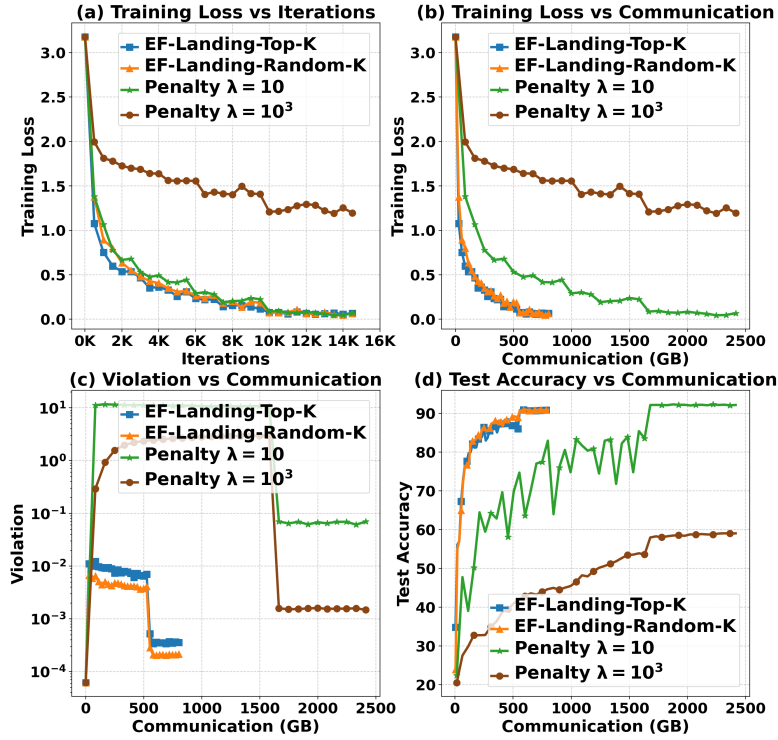 (a) Training Loss vs Iterations
3.0
2.5
2.0
1.5
1.0
0.5
0.0
Training Loss
EF-Landing-Top-K
EF-Landing-Random-K
Penalty λ = 10
Penalty λ = 10³
0K 2K 4K 6K 8K 10K 12K 14K 16K
Iterations
(b) Training Loss vs Communication
3.0
2.5
2.0
1.5
1.0
0.5
0.0
Training Loss
EF-Landing-Top-K
EF-Landing-Random-K
Penalty λ = 10
Penalty λ = 10³
0 500 1000 1500 2000 2500
Communication (GB)
(c) Violation vs Communication
10¹
10⁰
10⁻¹
10⁻²
10⁻³
10⁻⁴
Violation
EF-Landing-Top-K
EF-Landing-Random-K
Penalty λ = 10
Penalty λ = 10³
0 500 1000 1500 2000 2500
Communication (GB)
(d) Test Accuracy vs Communication
90
80
70
60
50
40
30
20
Test Accuracy
EF-Landing-Top-K
EF-Landing-Random-K
Penalty λ = 10
Penalty λ = 10³
0 500 1000 1500 2000 2500
Communication (GB)